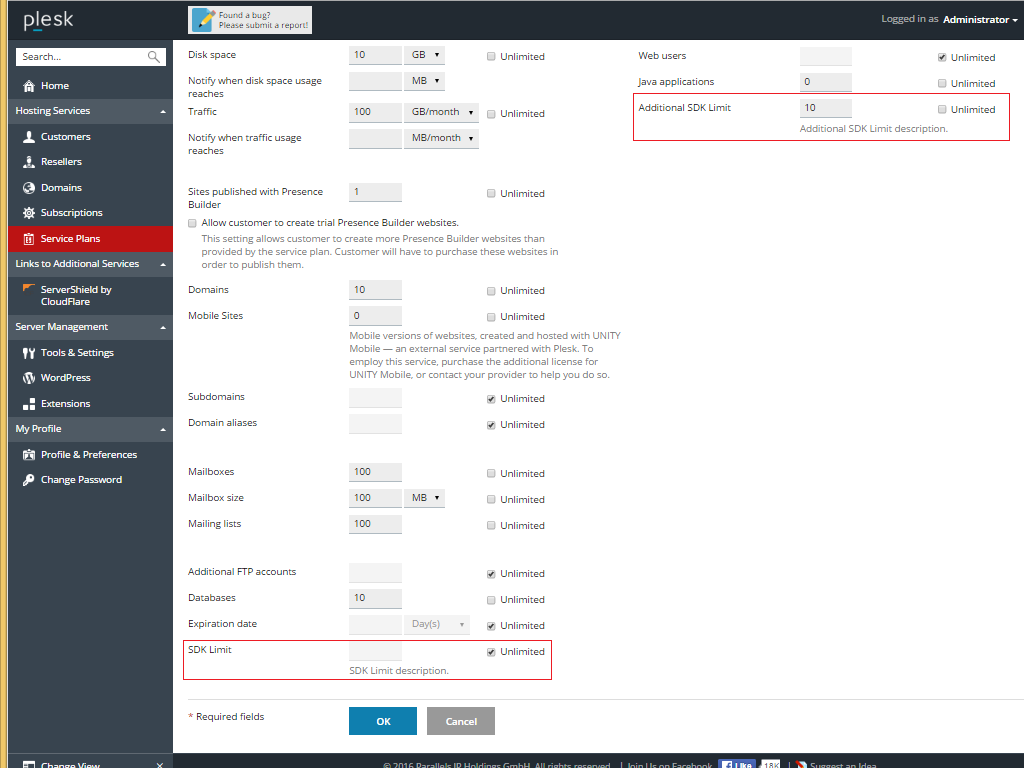 plesk
Found a bug?
Please submit a report!
Logged in as Administrator
Search...
Home
Hosting Services
Customers
Resellers
Domains
Subscriptions
Service Plans
Links to Additional Services
ServerShield by
CloudFlare
Server Management
Tools & Settings
WordPress
Extensions
My Profile
Profile & Preferences
Change Password
Change View
Disk space 10 GB Unlimited
Notify when disk space usage
reaches MB
Traffic 100 GB/month Unlimited
Notify when traffic usage
reaches MB/month
Sites published with Presence
Builder 1 Unlimited
Allow customer to create trial Presence Builder websites.
This setting allows customer to create more Presence Builder websites than
provided by the service plan. Customer will have to purchase these websites in
order to publish them.
Domains 10 Unlimited
Mobile Sites 0 Unlimited
Mobile versions of websites, created and hosted with UNITY
Mobile — an external service partnered with Plesk. To
employ this service, purchase the additional license for
UNITY Mobile, or contact your provider to help you do so.
Subdomains Unlimited
Domain aliases Unlimited
Mailboxes 100 Unlimited
Mailbox size 100 MB Unlimited
Mailing lists 100 Unlimited
Additional FTP accounts Unlimited
Databases 10 Unlimited
Expiration date Day(s) Unlimited
SDK Limit Unlimited
SDK Limit description.
Web users Unlimited
Java applications 0 Unlimited
Additional SDK Limit 10 Unlimited
Additional SDK Limit description.
* Required fields OK Cancel
© 2016 Parallels IP Holdings GmbH. All rights reserved. | Join Us on Facebook Like 18K | Suggest an Idea